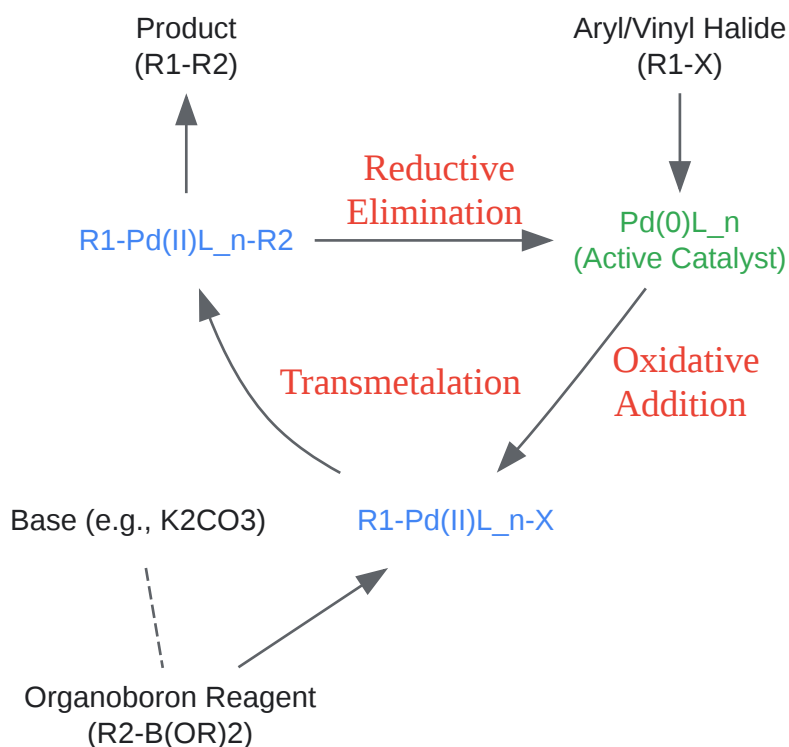 Product
(R1-R2)
Aryl/Vinyl Halide
(R1-X)
Reductive
Elimination
R1-Pd(II)L_n-R2
Pd(0)L_n
(Active Catalyst)
Transmetalation
Oxidative
Addition
Base (e.g., K2CO3)
R1-Pd(II)L_n-X
Organoboron Reagent
(R2-B(OR)2)